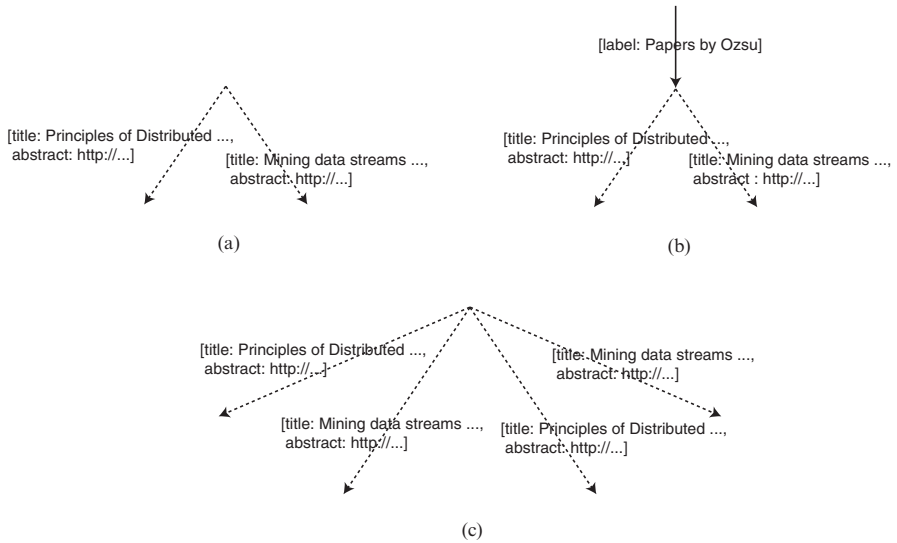 [label: Papers by Ozsu]
[title: Principles of Distributed ...,
abstract: http://...]
[title: Mining data streams ...,
abstract: http://...]
[title: Principles of Distributed ...,
abstract: http://...]
[title: Mining data streams ...,
abstract : http://...]
(a)
(b)
[title: Principles of Distributed ...,
abstract: http://...]
[title: Mining data streams ...,
abstract: http://...]
[title: Mining data streams ...,
abstract: http://...]
[title: Principles of Distributed ...,
abstract: http://...]
(c)